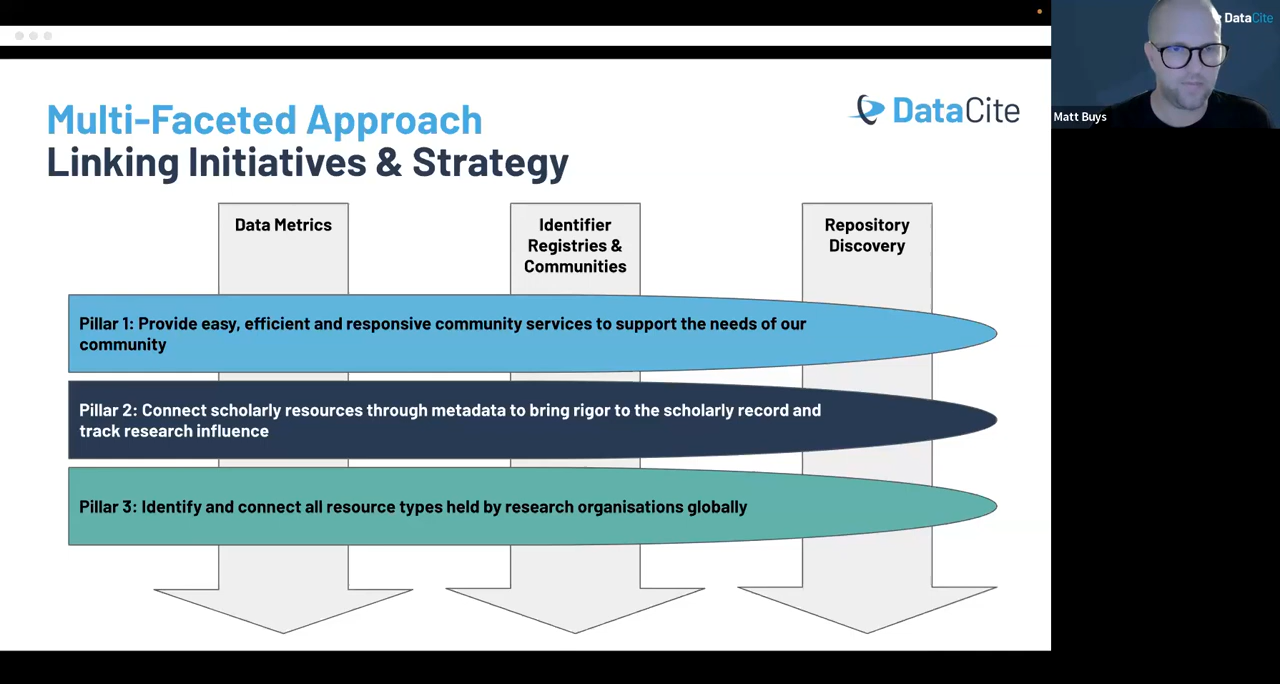 Multi-Faceted Approach
Linking Initiatives & Strategy
DataCite
DataCite
Matt Buys
Data Metrics
Identifier
Registries &
Communities
Repository
Discovery
Pillar 1: Provide easy, efficient and responsive community services to support the needs of our
community
Pillar 2: Connect scholarly resources through metadata to bring rigor to the scholarly record and
track research influence
Pillar 3: Identify and connect all resource types held by research organisations globally